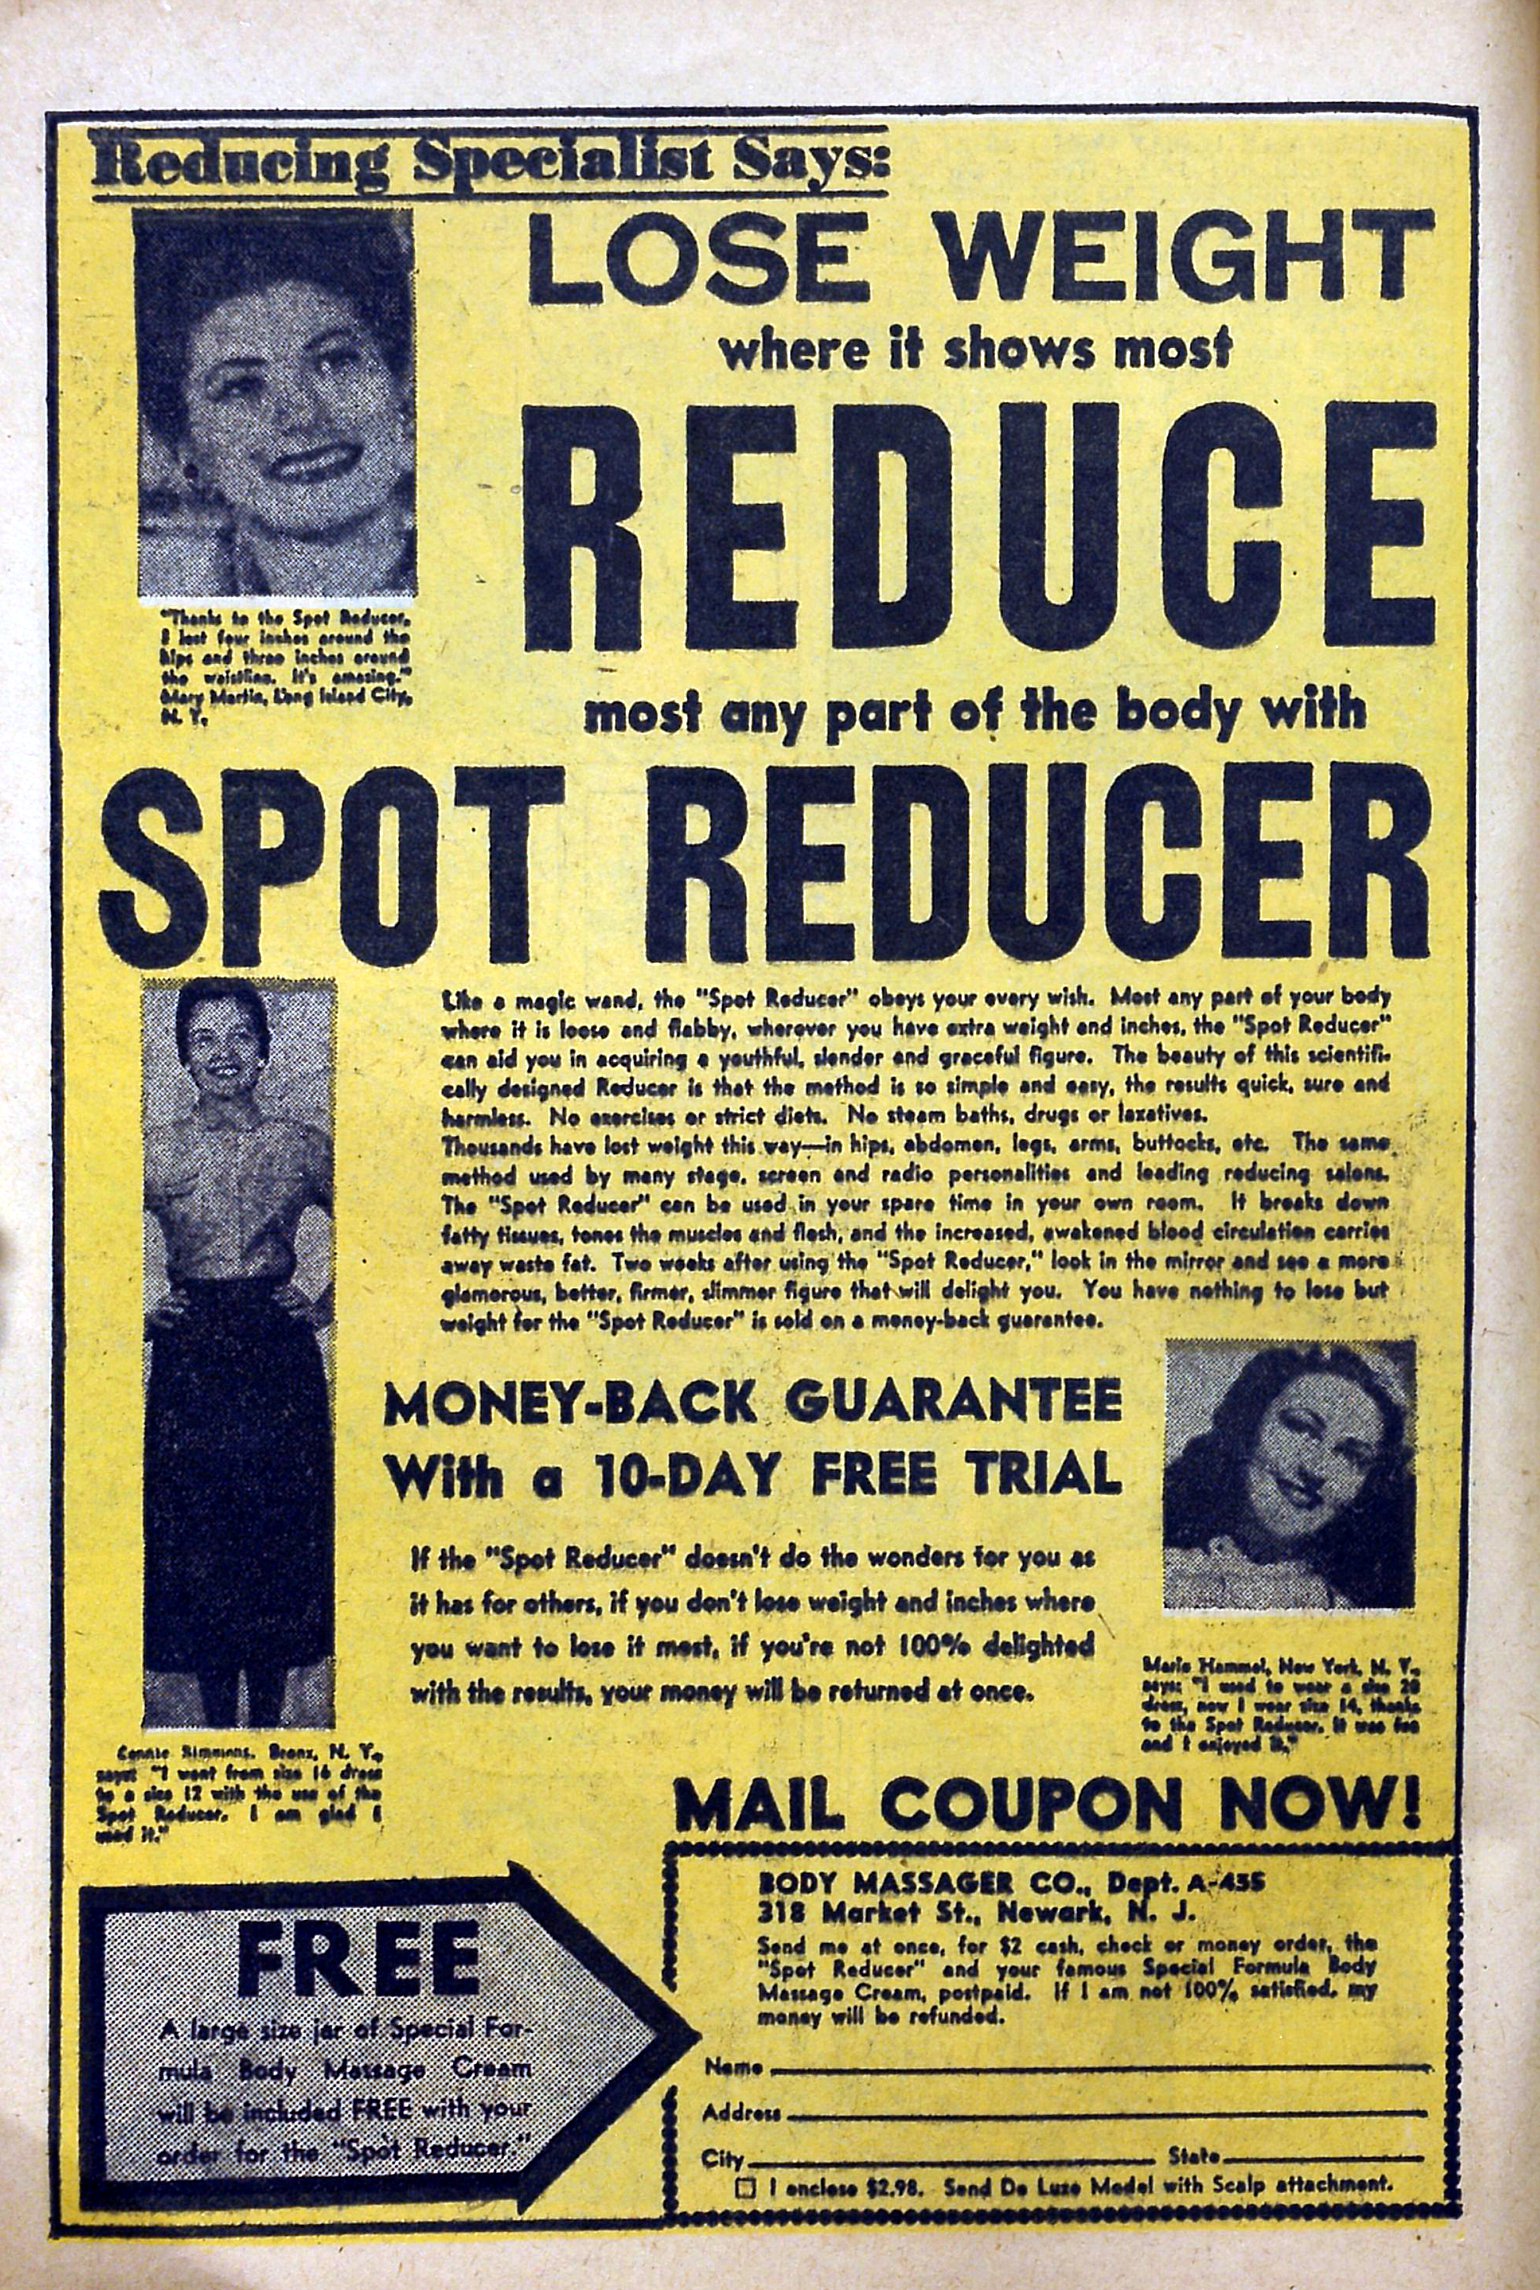 Reducing Specialist Says:
LOSE WEIGHT
where it shows most
REDUCE
most any part of the body with
SPOT REDUCER
"Thanks to the Spot Reducer,
I lost four inches around the
hips and three inches around
the waistline. It's amazing."
Mary Martin, Long Island City,
N. Y.
Like a magic wand, the "Spot Reducer" obeys your every wish. Most any part of your body
where it is loose and flabby, wherever you have extra weight and inches, the "Spot Reducer"
can aid you in acquiring a youthful, slender and graceful figure. The beauty of this scientifi-
cally designed Reducer is that the method is so simple and easy, the results quick, sure and
harmless. No exercises or strict diets. No steam baths, drugs or laxatives.
Thousands have lost weight this way—in hips, abdomen, legs, arms, buttocks, etc. The same
method used by many stage, screen and radio personalities and leading reducing salons.
The "Spot Reducer" can be used in your spare time in your own room. It breaks down
fatty tissues, tones the muscles and flesh, and the increased, awakened blood circulation carries
away waste fat. Two weeks after using the "Spot Reducer," look in the mirror and see a more
glamorous, better, firmer, slimmer figure that will delight you. You have nothing to lose but
weight for the "Spot Reducer" is sold on a money-back guarantee.
MONEY-BACK GUARANTEE
With a 10-DAY FREE TRIAL
If the "Spot Reducer" doesn't do the wonders for you as
it has for others, if you don't lose weight and inches where
you want to lose it most, if you're not 100% delighted
with the results, your money will be returned at once.
Connie Simmons, Bronx, N. Y.,
says: "I went from size 16 dress
to a size 12 with the use of the
Spot Reducer. I am glad I
used it."
Marie Hammel, New York, N. Y.,
says: "I used to wear a size 20
dress, now I wear size 14, thanks
to the Spot Reducer. It was fun
and I enjoyed it."
MAIL COUPON NOW!
FREE
A large size jar of Special For-
mula Body Massage Cream
will be included FREE with your
order for the "Spot Reducer."
BODY MASSAGER CO., Dept. A-435
318 Market St., Newark, N. J.
Send me at once, for $2 cash, check or money order, the
"Spot Reducer" and your famous Special Formula Body
Massage Cream, postpaid. If I am not 100% satisfied, my
money will be refunded.
Name
Address
City State
I enclose $2.98. Send De Luxe Model with Scalp attachment.